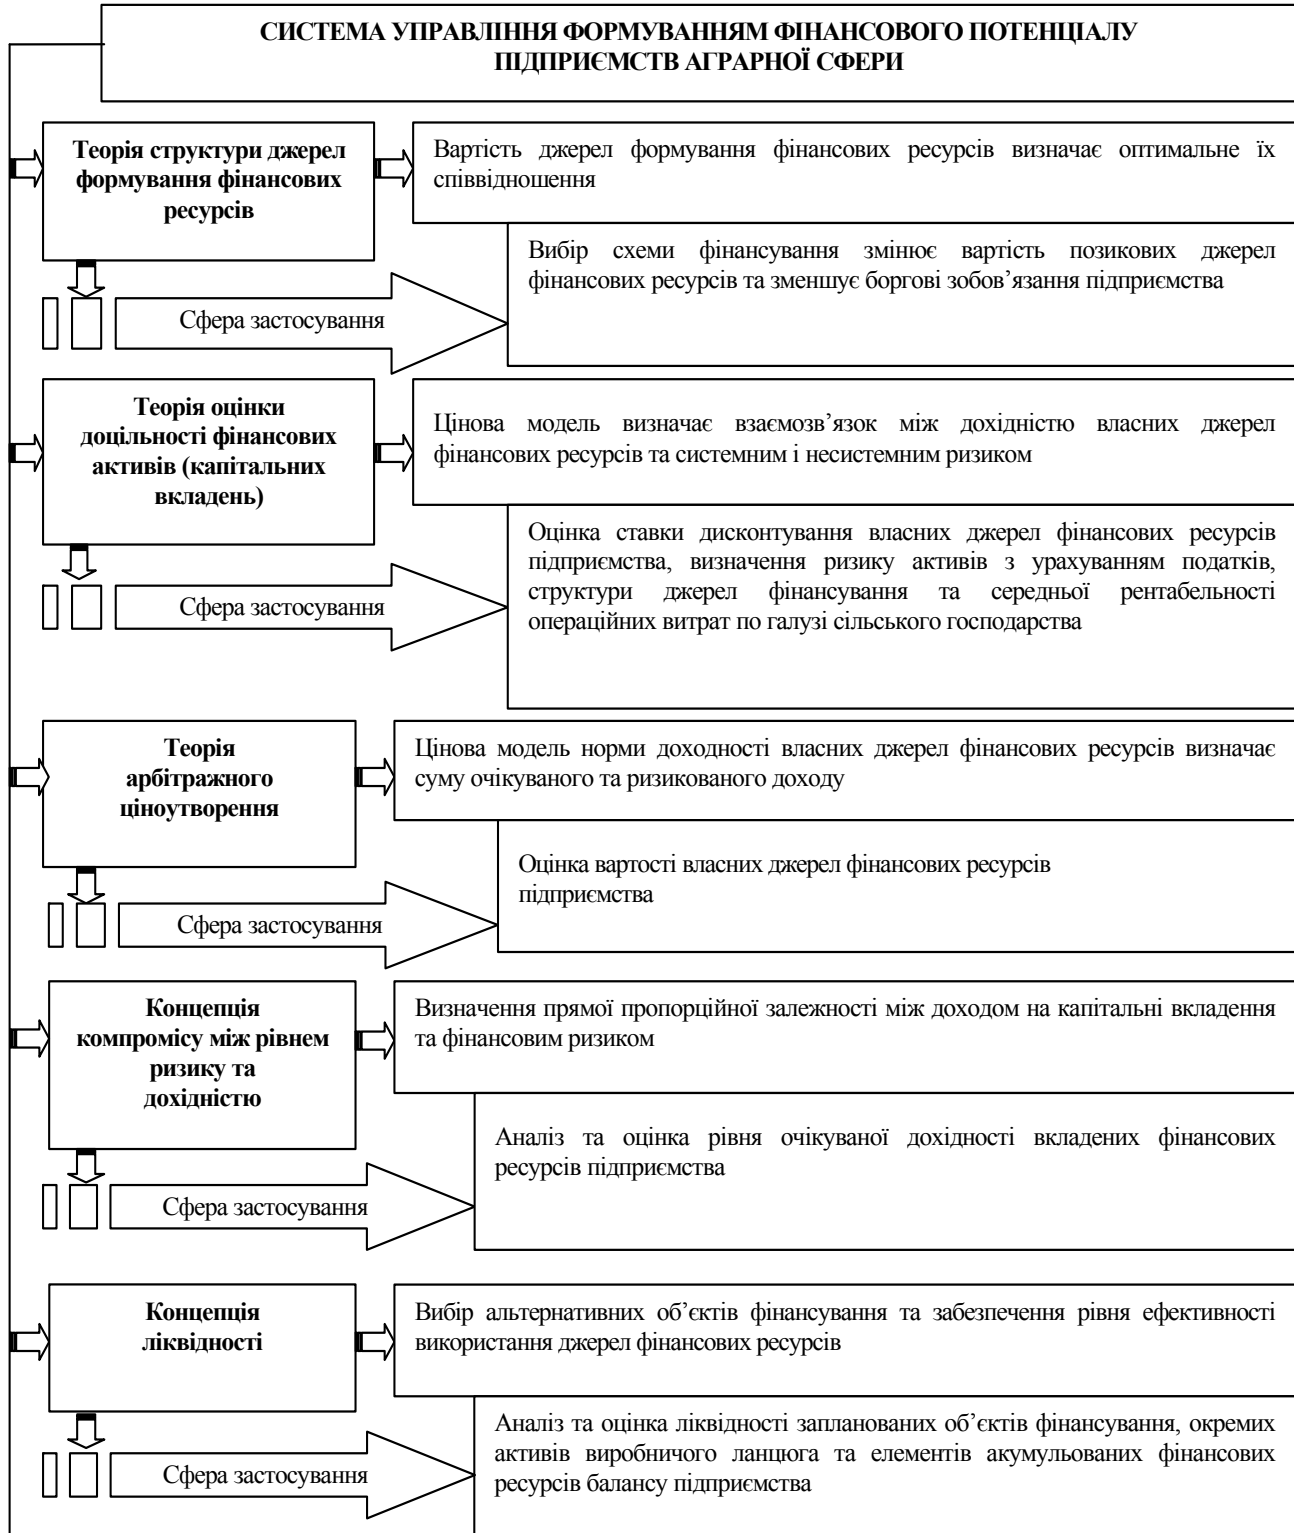 СИСТЕМА УПРАВЛІННЯ ФОРМУВАННЯМ ФІНАНСОВОГО ПОТЕНЦІАЛУ
ПІДПРИЄМСТВ АГРАРНОЇ СФЕРИ
Теорія структури джерел
формування фінансових
ресурсів
Вартість джерел формування фінансових ресурсів визначає оптимальне їх
співвідношення
Вибір схеми фінансування змінює вартість позикових джерел
фінансових ресурсів та зменшує боргові зобов’язання підприємства
Сфера застосування
Теорія оцінки
доцільності фінансових
активів (капітальних
вкладень)
Цінова модель визначає взаємозв’язок між дохідністю власних джерел
фінансових ресурсів та системним і несистемним ризиком
Оцінка ставки дисконтування власних джерел фінансових ресурсів
підприємства, визначення ризику активів з урахуванням податків,
структури джерел фінансування та середньої рентабельності
операційних витрат по галузі сільського господарства
Сфера застосування
Теорія
арбітражного
ціноутворення
Цінова модель норми доходності власних джерел фінансових ресурсів визначає
суму очікуваного та ризикованого доходу
Оцінка вартості власних джерел фінансових ресурсів
підприємства
Сфера застосування
Концепція
компромісу між рівнем
ризику та
дохідністю
Визначення прямої пропорційної залежності між доходом на капітальні вкладення
та фінансовим ризиком
Аналіз та оцінка рівня очікуваної дохідності вкладених фінансових
ресурсів підприємства
Сфера застосування
Концепція
ліквідності
Вибір альтернативних об’єктів фінансування та забезпечення рівня ефективності
використання джерел фінансових ресурсів
Аналіз та оцінка ліквідності запланованих об’єктів фінансування, окремих
активів виробничого ланцюга та елементів акумульованих фінансових
ресурсів балансу підприємства
Сфера застосування